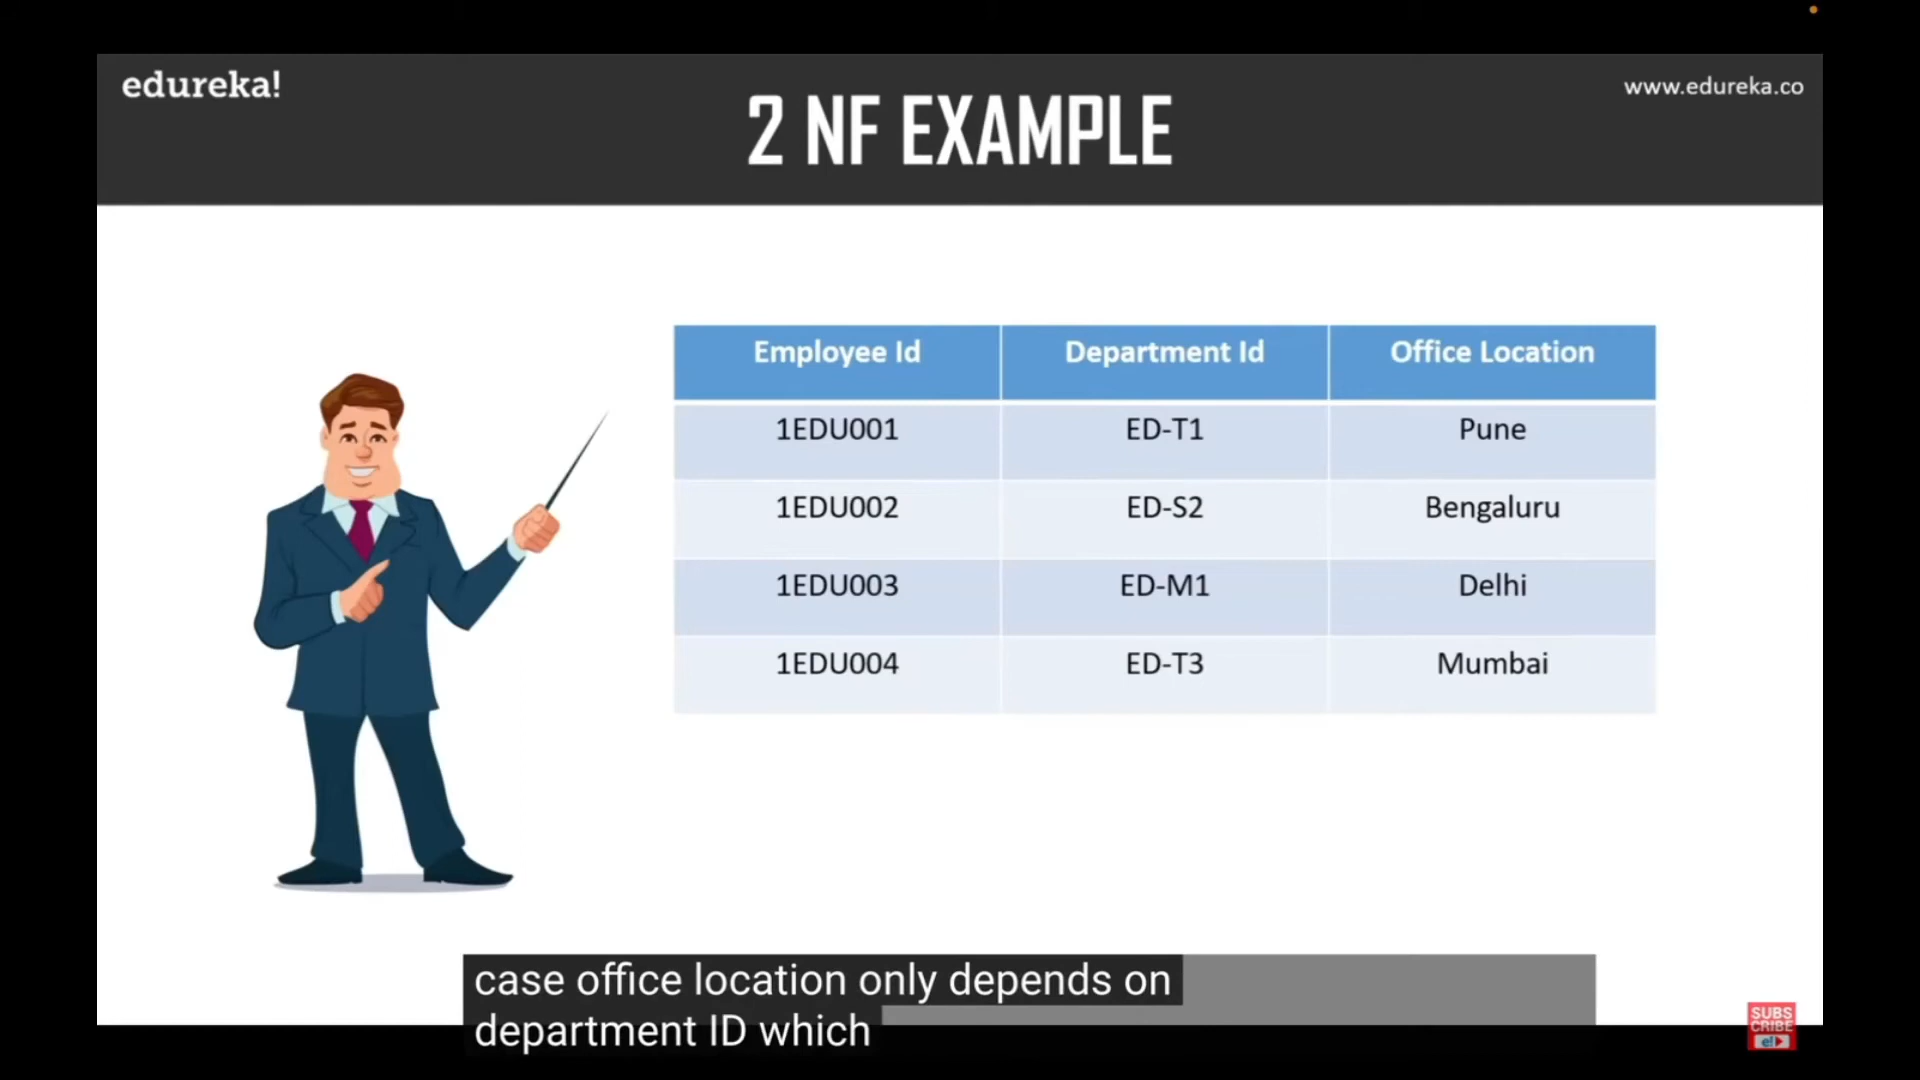 edureka!
www.edureka.co
2 NF EXAMPLE
Employee Id Department Id Office Location
1EDU001 ED-T1 Pune
1EDU002 ED-S2 Bengaluru
1EDU003 ED-M1 Delhi
1EDU004 ED-T3 Mumbai
case office location only depends on
department ID which
SUBS
CRIBE
e!